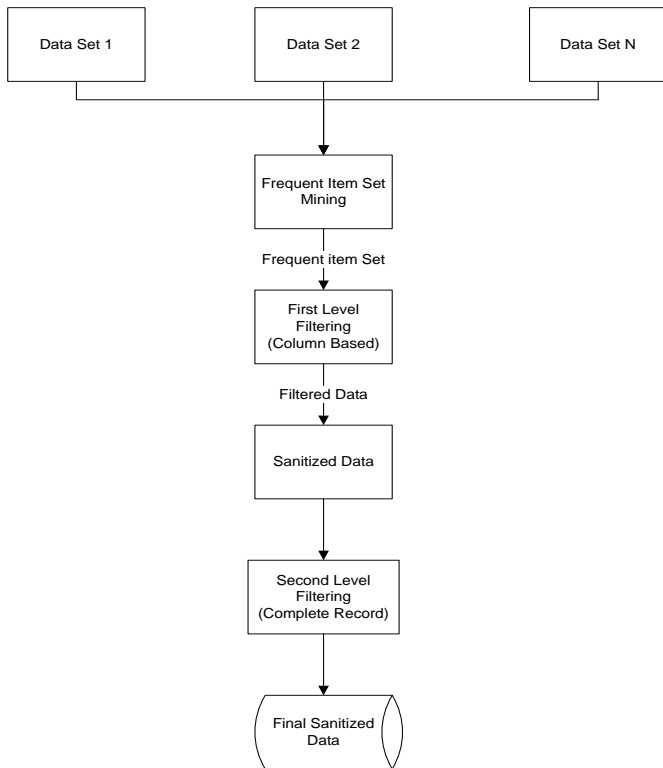 Data Set 1
Data Set 2
Data Set N
Frequent Item Set
Mining
Frequent item Set
First Level
Filtering
(Column Based)
Filtered Data
Sanitized Data
Second Level
Filtering
(Complete Record)
Final Sanitized
Data